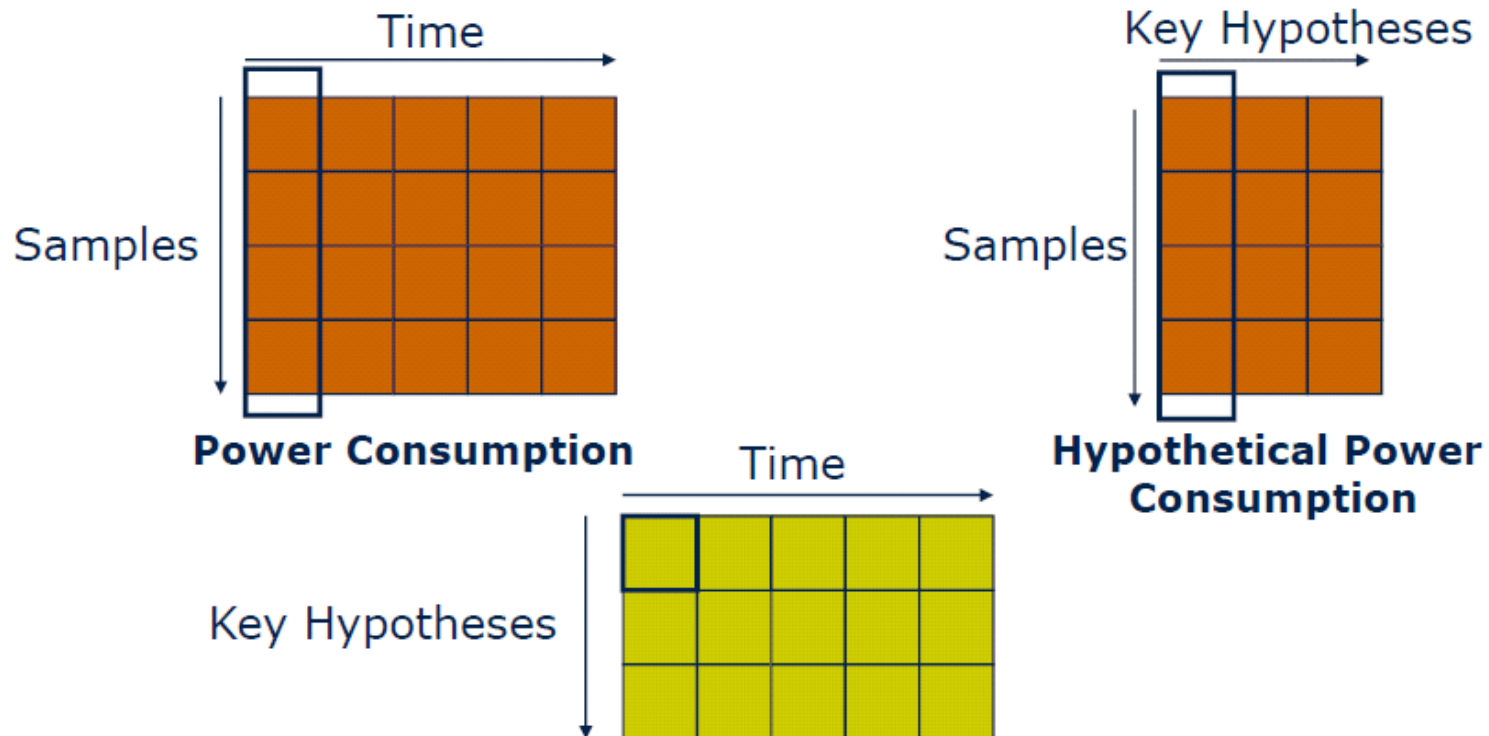 Time
Samples
Power Consumption
Key Hypotheses
Samples
Hypothetical Power
Consumption
Time
Key Hypotheses